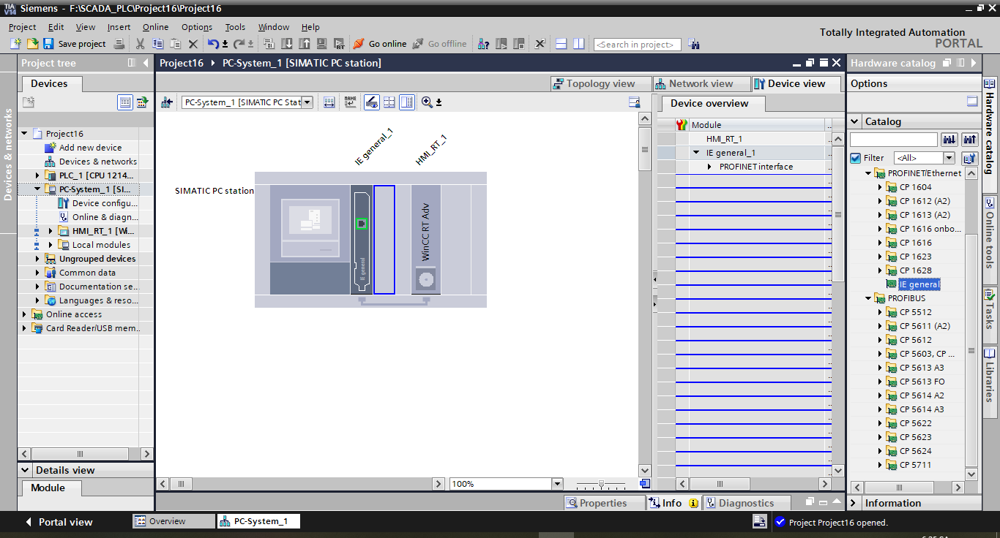 TIA V14 Siemens - F:\SCADA_PLC\Project16\Project16
Project Edit View Insert Online Options Tools Window Help
Totally Integrated Automation
PORTAL
Save project Go online Go offline <Search in project>
Project tree
Devices
Devices & networks
Project16
Add new device
Devices & networks
PLC_1 [CPU 1214...
PC-System_1 [SI...
Device configu...
Online & diagn...
HMI_RT_1 [Wi...
Local modules
Ungrouped devices
Common data
Documentation se...
Languages & reso...
Online access
Card Reader/USB mem...
Details view
Module
Project16 PC-System_1 [SIMATIC PC station]
Topology view Network view Device view
PC-System_1 [SIMATIC PC Stat
NAME
IE general_1
HMI_RT_1
SIMATIC PC station
IE general
WinCC RT Adv
100%
Device overview
Module ..
HMI_RT_1
IE general_1
PROFINET interface
Properties Info Diagnostics
Hardware catalog
Options
Catalog
Filter <All>
PROFINET/Ethernet
CP 1604
CP 1612 (A2)
CP 1613 (A2)
CP 1616 onbo...
CP 1616
CP 1623
CP 1628
IE general
PROFIBUS
CP 5512
CP 5611 (A2)
CP 5612
CP 5603, CP ...
CP 5613 A3
CP 5613 FO
CP 5614 A2
CP 5614 A3
CP 5622
CP 5623
CP 5624
CP 5711
Information
Hardware catalog
Online tools
Tasks
Libraries
Portal view Overview PC-System_1 Project Project16 opened.